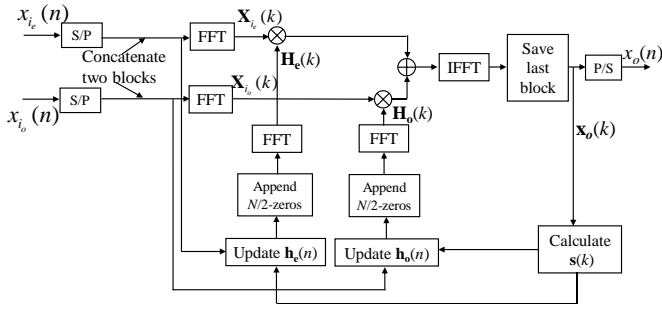 x_{i_e}(n)
S/P
Concatenate
two blocks
FFT
X_{i_e}(k)
H_e(k)
IFFT
Save
last
block
P/S
x_o(n)
x_{i_o}(n)
S/P
FFT
X_{i_o}(k)
H_o(k)
x_o(k)
FFT
FFT
Append
N/2-zeros
Append
N/2-zeros
Update h_e(n)
Update h_o(n)
Calculate
s(k)